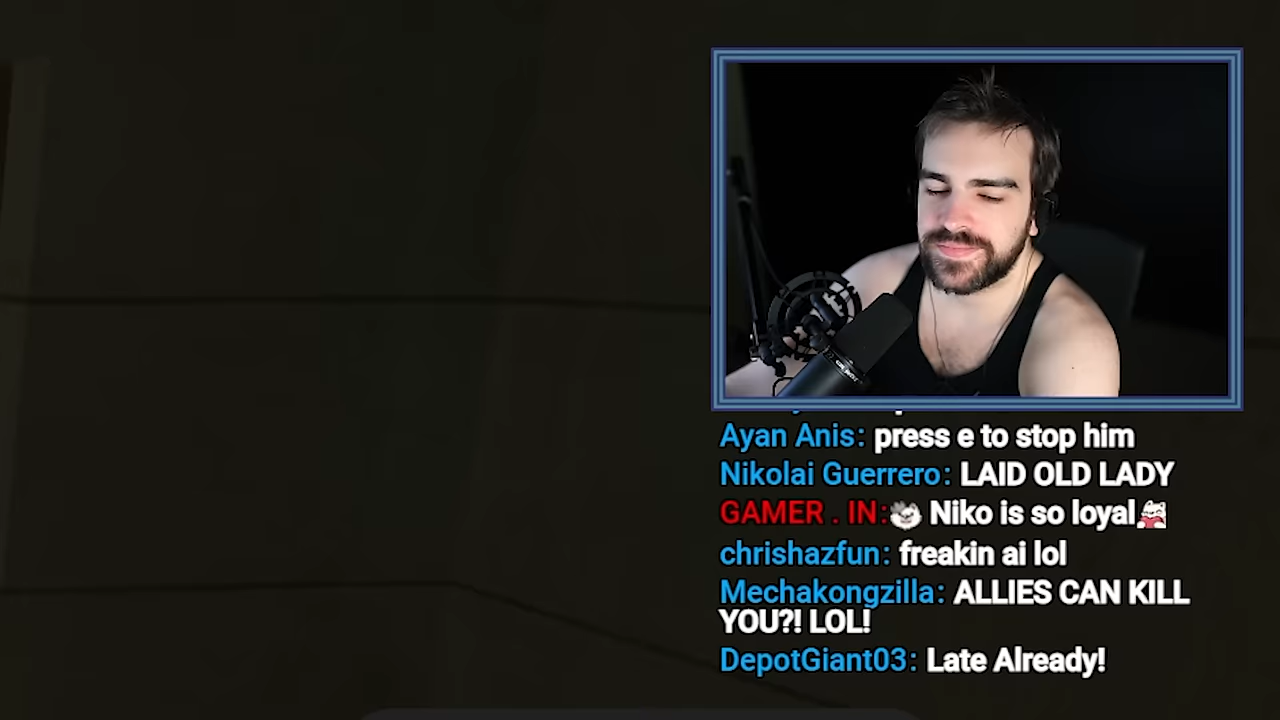 Ayan Anis: press e to stop him
Nikolai Guerrero: LAID OLD LADY
GAMER . IN: Niko is so loyal
chrishazfun: freakin ai lol
Mechakongzilla: ALLIES CAN KILL
YOU?! LOL!
DepotGiant03: Late Already!